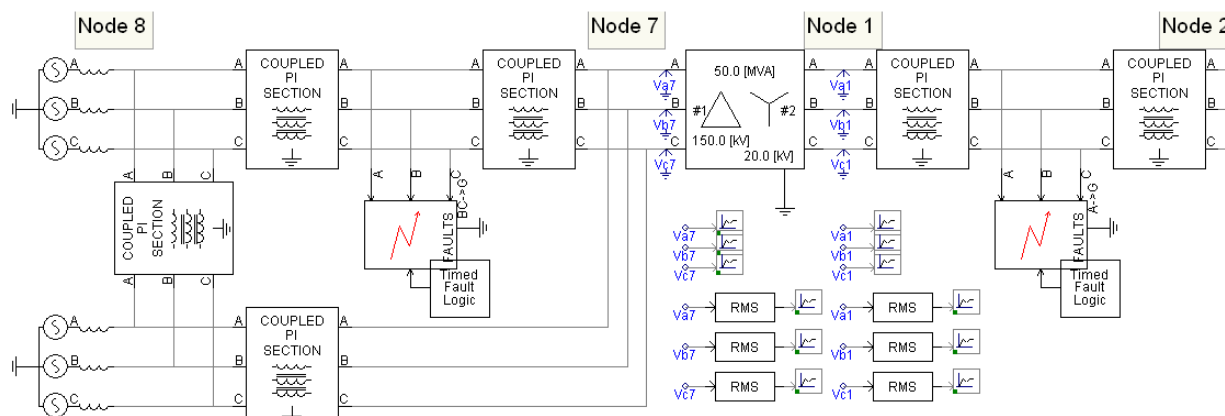 Node 8
Node 7
Node 1
Node 2
A
B
C
A
B
C
COUPLED
PI
SECTION
A
B
C
A
B
C
COUPLED
PI
SECTION
A
B
C
Va7
Vb7
Vc7
A
B
C
50.0 [MVA]
#1
#2
150.0 [kV]
20.0 [kV]
A
B
C
Va1
Vb1
Vc1
A
B
C
COUPLED
PI
SECTION
A
B
C
A
B
C
COUPLED
PI
SECTION
A
B
C
COUPLED
PI
SECTION
A
B
C
A
B
C
FAULTS
BC->G
Timed
Fault
Logic
A
B
C
FAULTS
A->G
Timed
Fault
Logic
Va7
Vb7
Vc7
Va1
Vb1
Vc1
Va7
RMS
Va1
RMS
Vb7
RMS
Vb1
RMS
Vc7
RMS
Vc1
RMS
A
B
C
A
B
C
COUPLED
PI
SECTION
A
B
C